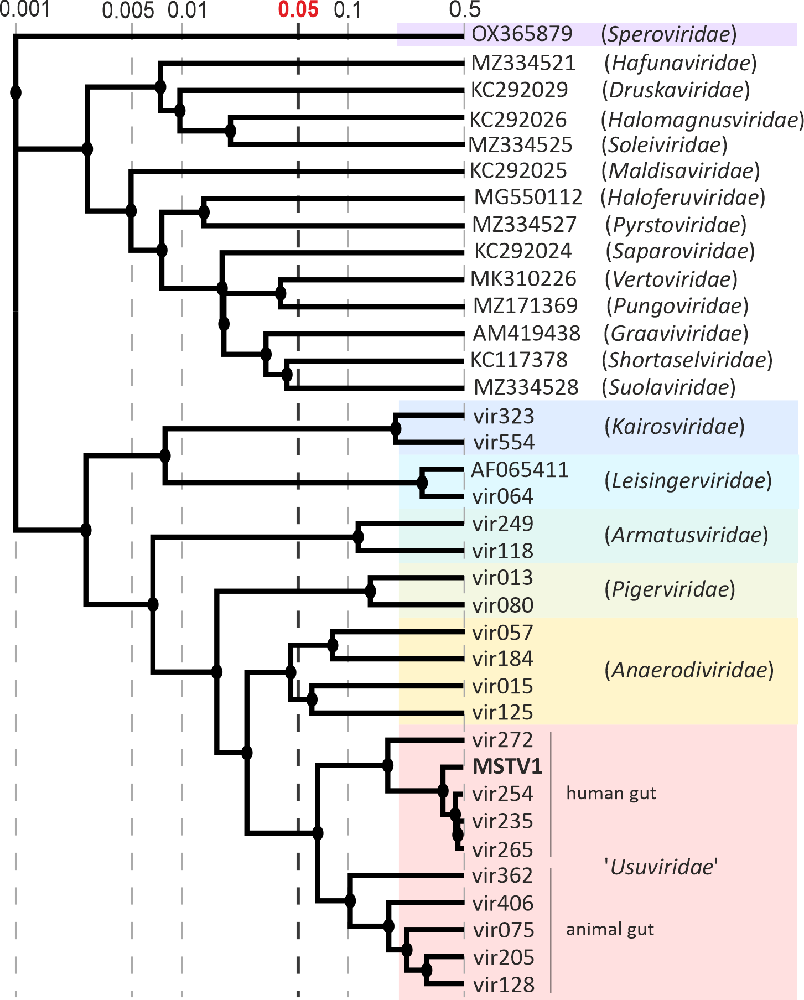 0.001 0.005 0.01 0.05 0.1 0.5
OX365879 (Speroviridae)
MZ334521 (Hafunaviridae)
KC292029 (Druskaviridae)
KC292026 (Halomagnusviridae)
MZ334525 (Soleiviridae)
KC292025 (Maldisaviridae)
MG550112 (Haloferuviridae)
MZ334527 (Pyrstoviridae)
KC292024 (Saparoviridae)
MK310226 (Vertoviridae)
MZ171369 (Pungoviridae)
AM419438 (Graaviviridae)
KC117378 (Shortaselviridae)
MZ334528 (Suolaviridae)
vir323
(Kairosviridae)
vir554
AF065411
(Leisingerviridae)
vir064
vir249
(Armatusviridae)
vir118
vir013
(Pigerviridae)
vir080
vir057
vir184
(Anaerodiviridae)
vir015
vir125
vir272
MSTV1
vir254 human gut
vir235
vir265
'Usuviridae'
vir362
vir406
vir075 animal gut
vir205
vir128